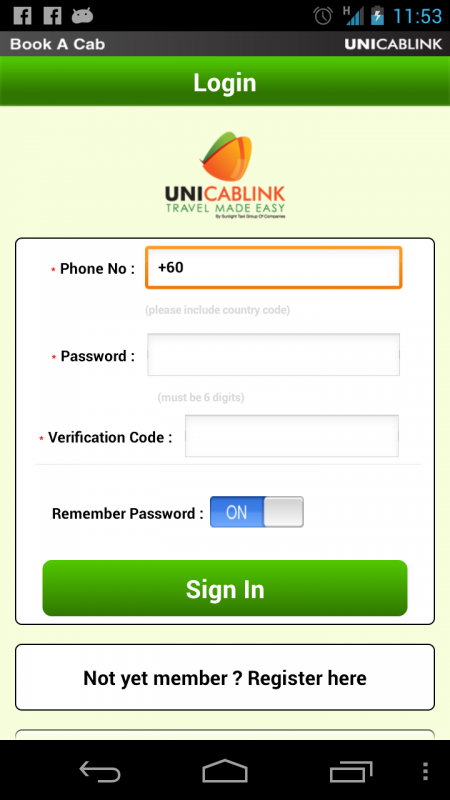 H 11:53
Book A Cab UNICABLINK
Login
UNICABLINK
TRAVEL MADE EASY
By Sunlight Taxi Group Of Companies
* Phone No : +60
(please include country code)
* Password :
(must be 6 digits)
* Verification Code :
Remember Password : ON
Sign In
Not yet member ? Register here